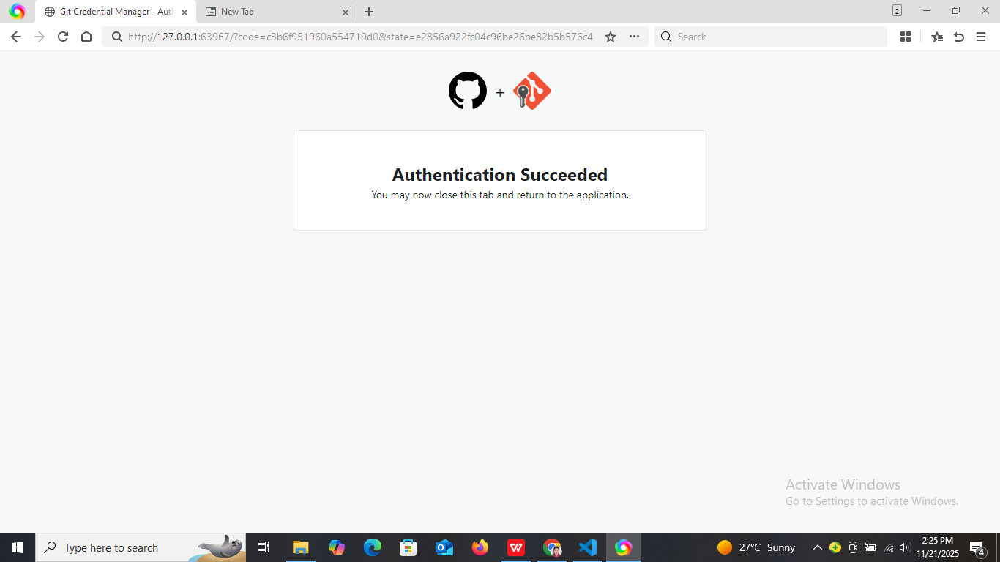 Git Credential Manager - Aut
New Tab
2
http://127.0.0.1:63967/?code=c3b6f951960a554719d0&state=e2856a922fc04c96be26be82b5b576c4
Search
+
Authentication Succeeded
You may now close this tab and return to the application.
Activate Windows
Go to Settings to activate Windows.
Type here to search
W
27°C Sunny
2:25 PM
11/21/2025
4